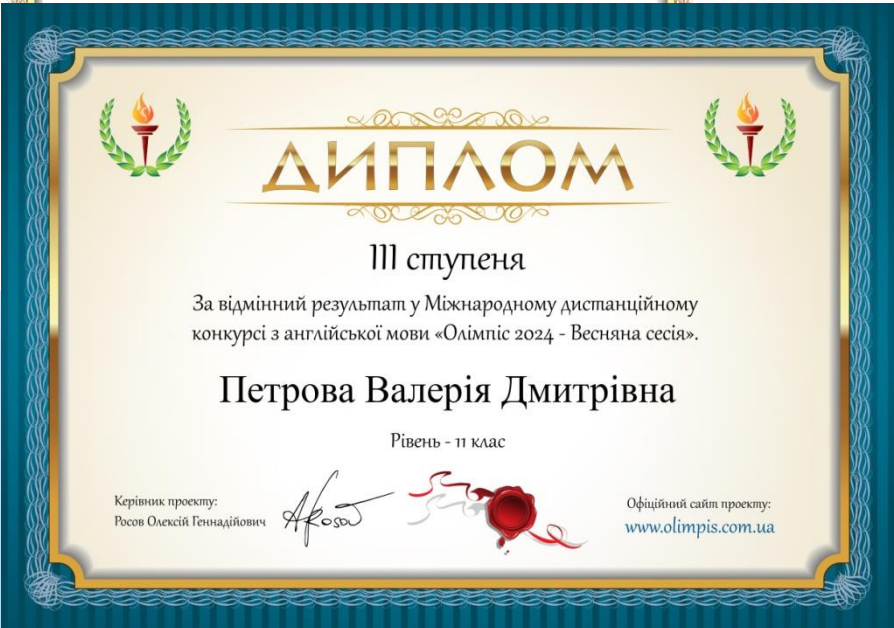 ДИПЛОМ
III ступеня
За відмінний результат у Міжнародному дистанційному
конкурсі з англійської мови «Олімпіс 2024 - Весняна сесія».
Петрова Валерія Дмитрівна
Рівень - 11 клас
Керівник проекту:
Росов Олексій Геннадійович
Офіційний сайт проекту:
www.olimpis.com.ua